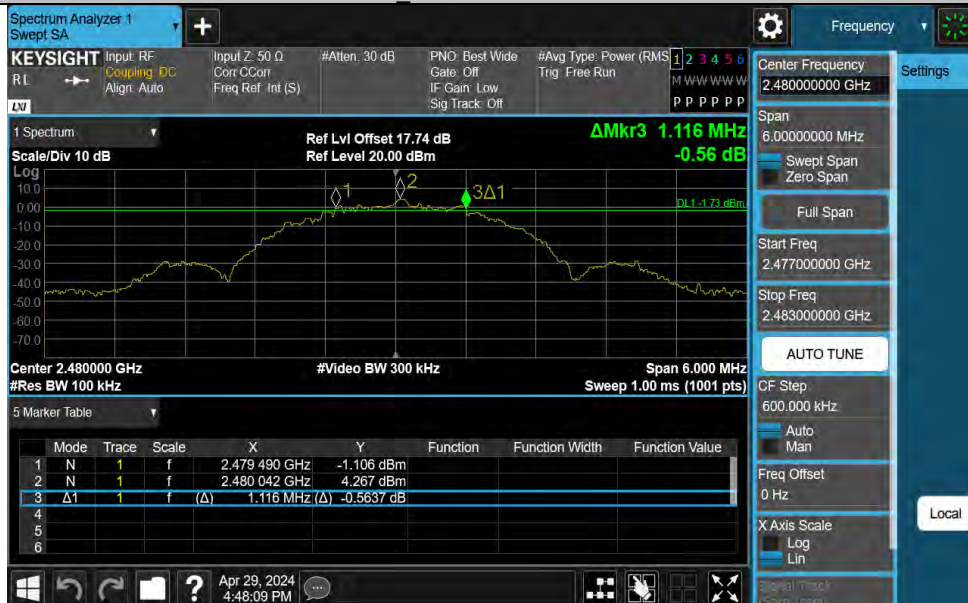 Spectrum Analyzer 1
Swept SA
+
Frequency
KEYSIGHT
RL
LXI
Input: RF
Coupling: DC
Align: Auto
Input Z: 50 Ω
Corr CCorr
Freq Ref: Int (S)
#Atten: 30 dB
PNO: Best Wide
Gate: Off
IF Gain: Low
Sig Track: Off
#Avg Type: Power (RMS
Trig: Free Run
1 2 3 4 5 6
M W W W W W
P P P P P P
1 Spectrum
Scale/Div 10 dB
Ref Lvl Offset 17.74 dB
Ref Level 20.00 dBm
ΔMkr3 1.116 MHz
-0.56 dB
Log
10.0
0.00
-10.0
-20.0
-30.0
-40.0
-50.0
-60.0
-70.0
1
2
3Δ1
DL1 -1.73 dBm
Center 2.480000 GHz
#Res BW 100 kHz
#Video BW 300 kHz
Span 6.000 MHz
Sweep 1.00 ms (1001 pts)
5 Marker Table
Mode Trace Scale X Y Function Function Width Function Value
1 N 1 f 2.479 490 GHz -1.106 dBm
2 N 1 f 2.480 042 GHz 4.267 dBm
3 Δ1 1 f (Δ) 1.116 MHz (Δ) -0.5637 dB
4
5
6
Apr 29, 2024
4:48:09 PM
?
Center Frequency
2.480000000 GHz
Span
6.00000000 MHz
Swept Span
Zero Span
Full Span
Start Freq
2.477000000 GHz
Stop Freq
2.483000000 GHz
AUTO TUNE
CF Step
600.000 kHz
Auto
Man
Freq Offset
0 Hz
X Axis Scale
Log
Lin
Signal Track
Settings
Local